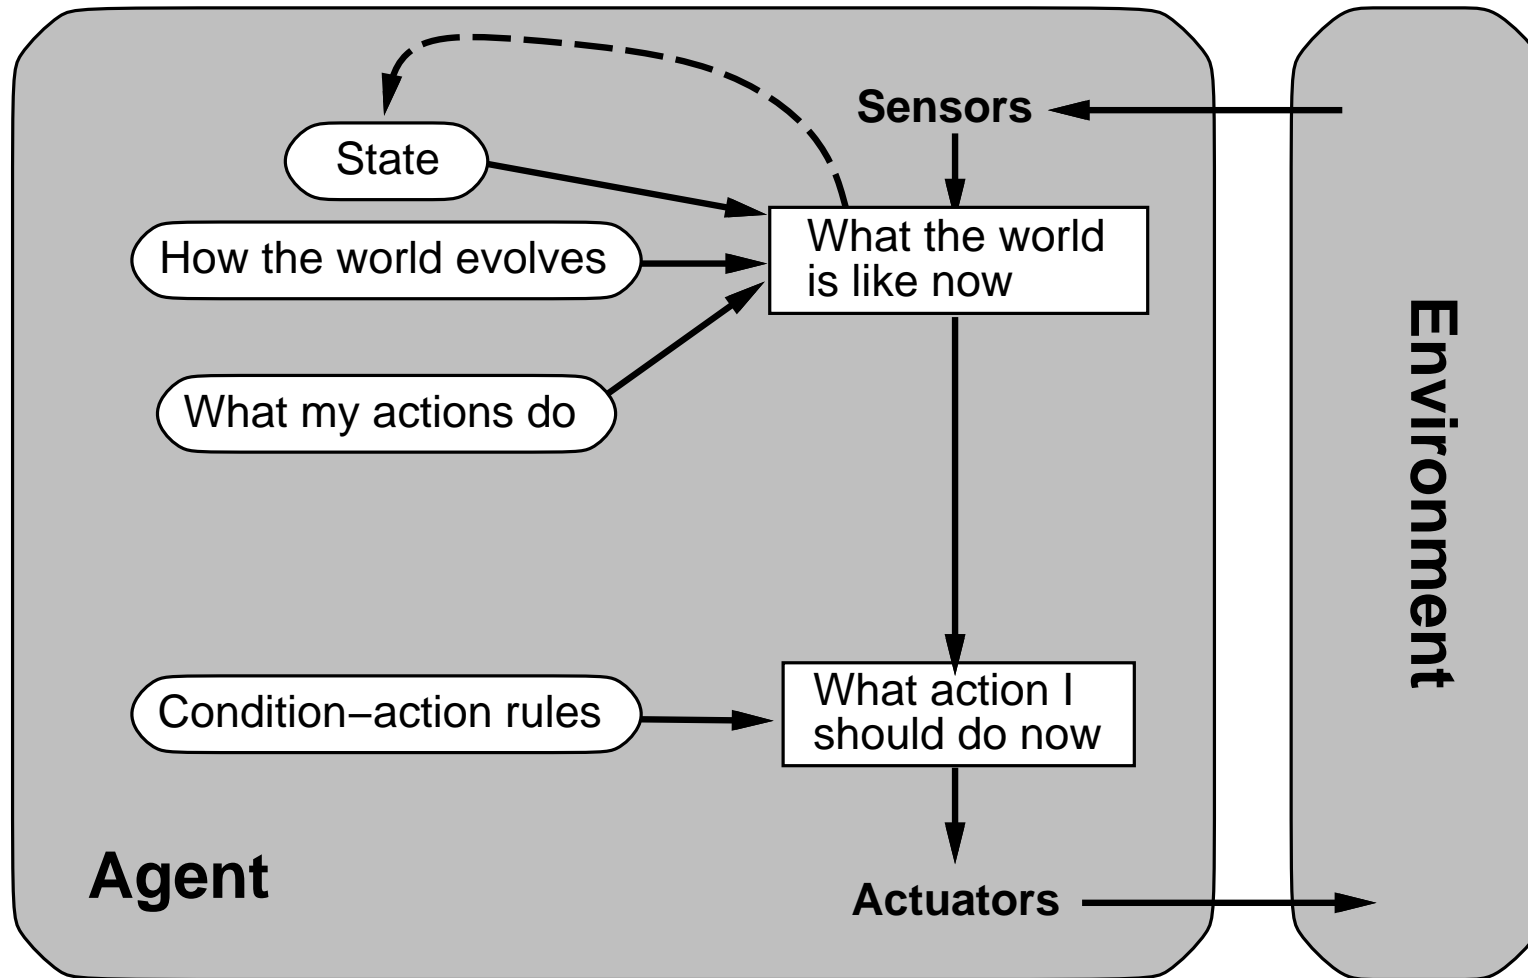 Sensors
State
What the world
is like now
How the world evolves
What my actions do
Environment
Condition−action rules
What action I
should do now
Agent
Actuators